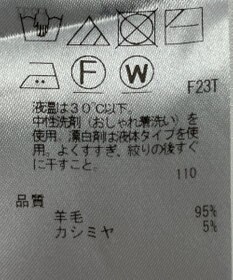 F W
F23T
液温は30℃以下。
中性洗剤(おしゃれ着洗い)を
使用、漂白剤は液体タイプを使
用。よくすすぎ、絞りの後すぐ
に干すこと。
110
品質
羊毛 95%
カシミヤ 5%